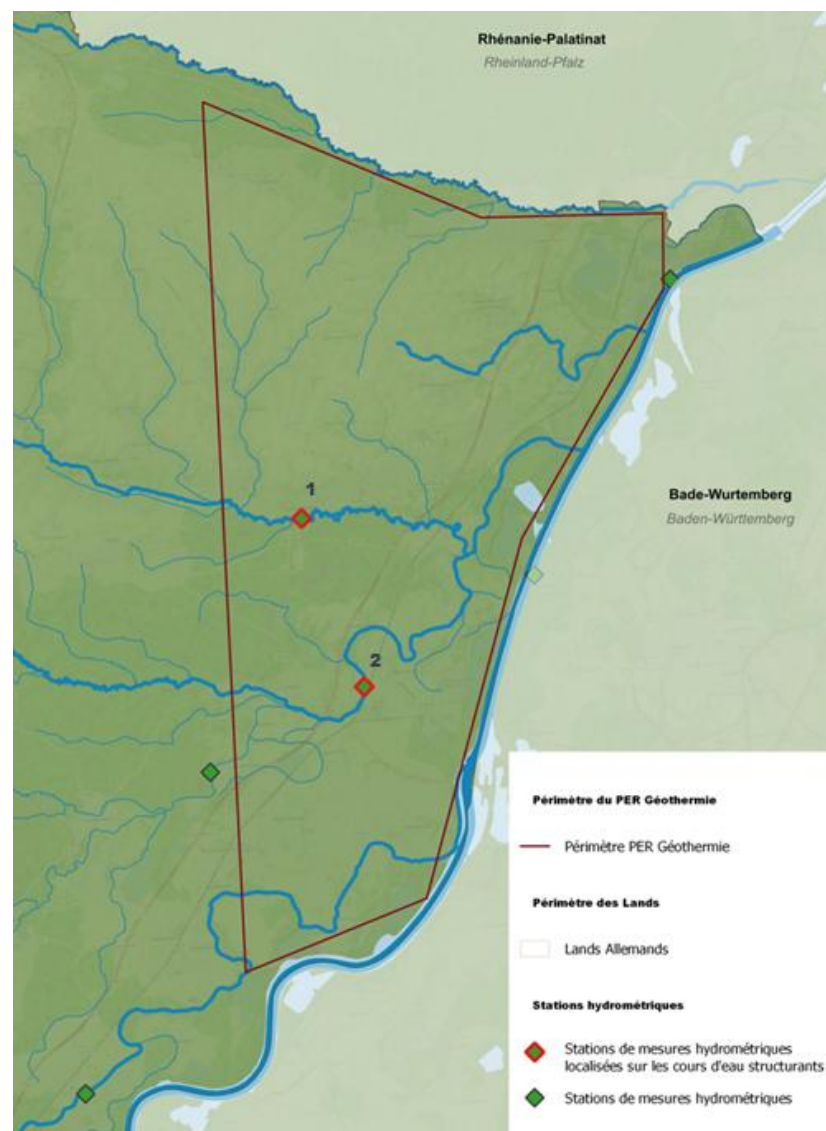 Rhénanie-Palatinat
Rheinland-Pfalz
Bade-Wurtemberg
Baden-Württemberg
1
2
Périmètre du PER Géothermie
Périmètre PER Géothermie
Périmètre des Lands
Lands Allemands
Stations hydrométriques
Stations de mesures hydrométriques
localisées sur les cours d'eau structurants
Stations de mesures hydrométriques